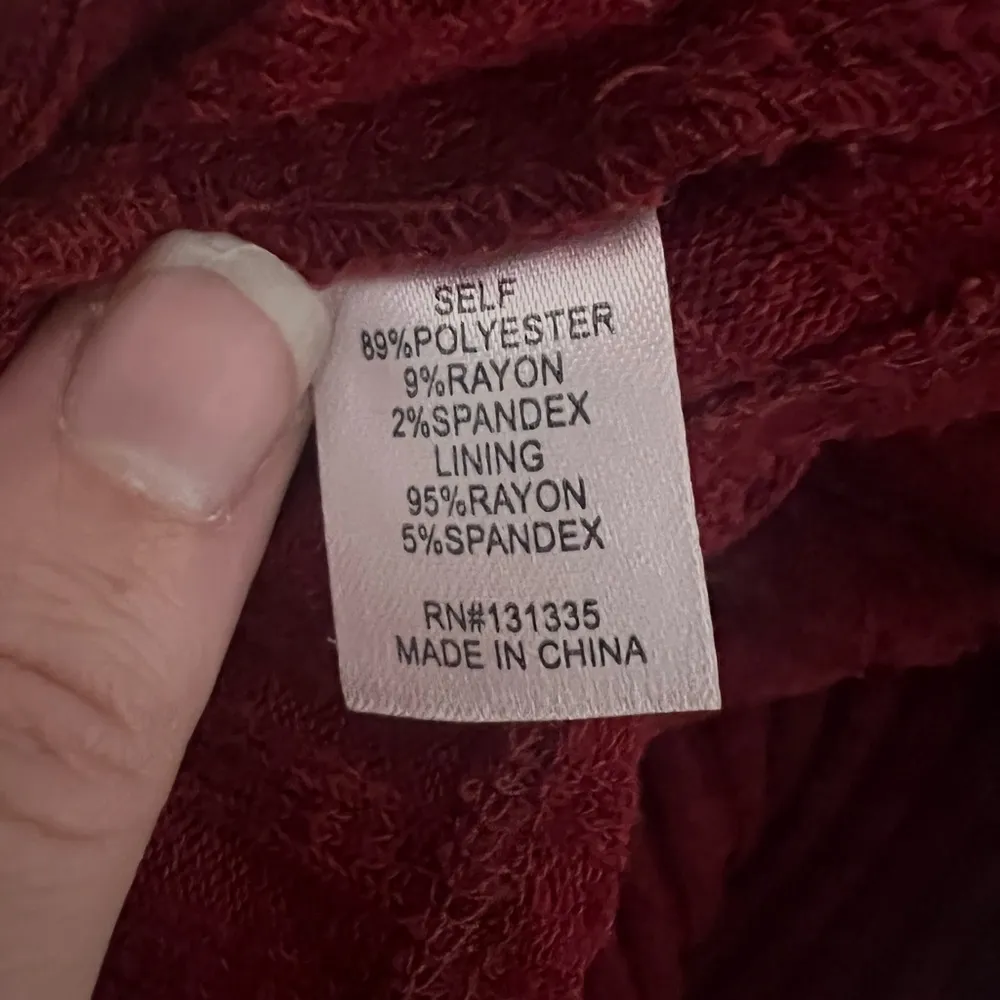 SELF
89%POLYESTER
9%RAYON
2%SPANDEX
LINING
95%RAYON
5%SPANDEX
RN#131335
MADE IN CHINA